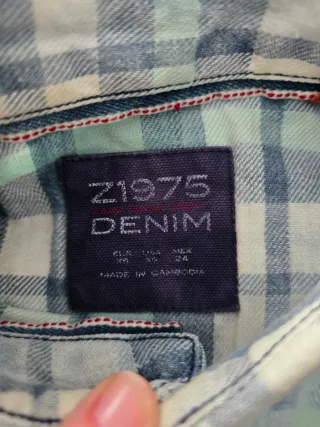 Z1975
DENIM
EUR USA MEX
XS XS 24
MADE IN CAMBODIA